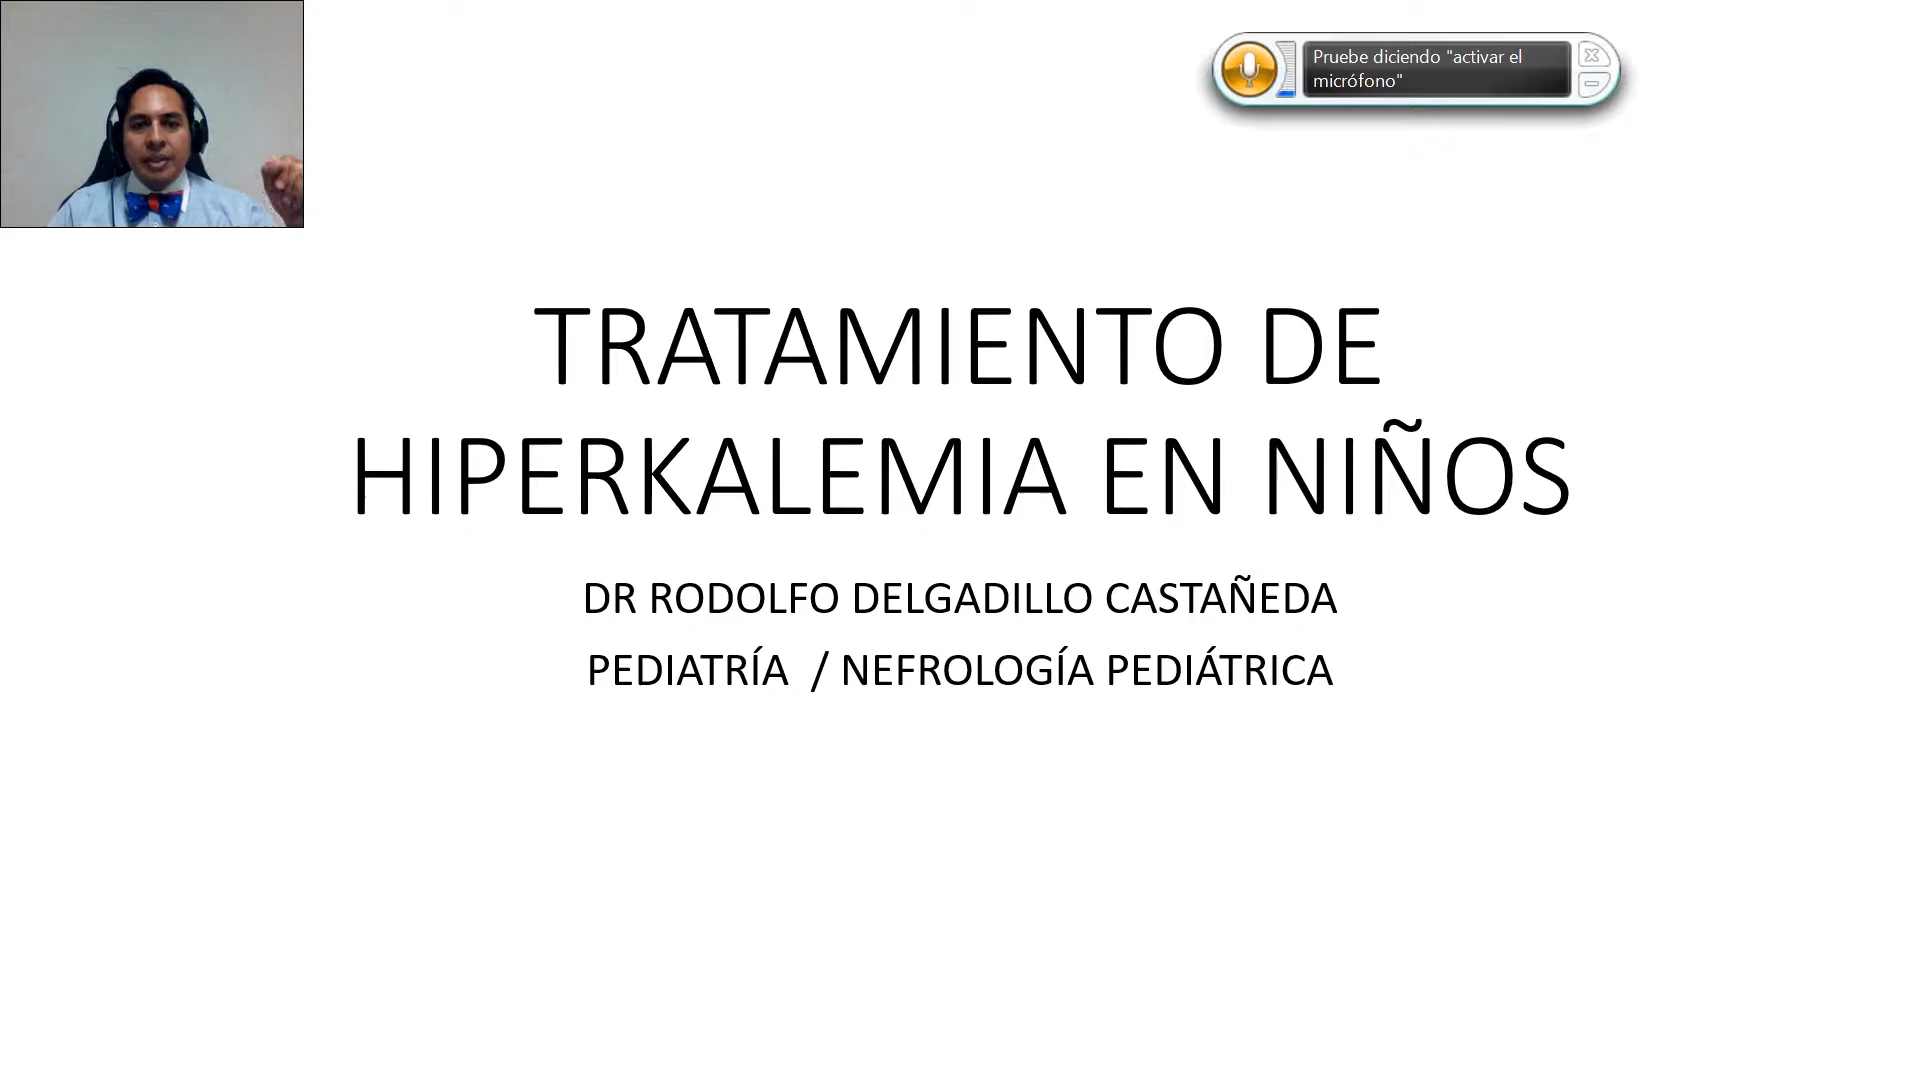 Pruebe diciendo "activar el
micrófono"
TRATAMIENTO DE
HIPERKALEMIA EN NIÑOS
DR RODOLFO DELGADILLO CASTAÑEDA
PEDIATRÍA / NEFROLOGÍA PEDIÁTRICA